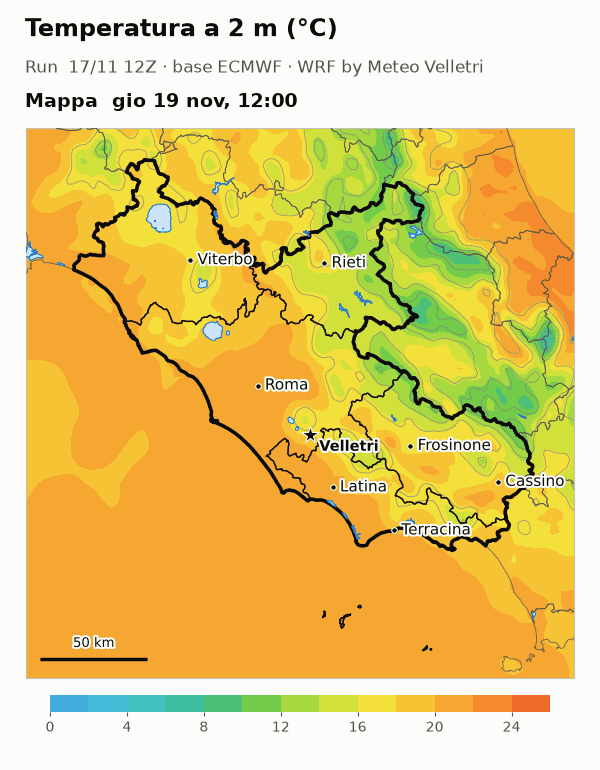 Temperatura a 2 m (°C)
Run  17/11 12Z · base ECMWF · WRF by Meteo Velletri
Mappa  gio 19 nov, 12:00
Viterbo
Rieti
Roma
Velletri
Frosinone
Cassino
Latina
Terracina
50 km
0 4 8 12 16 20 24